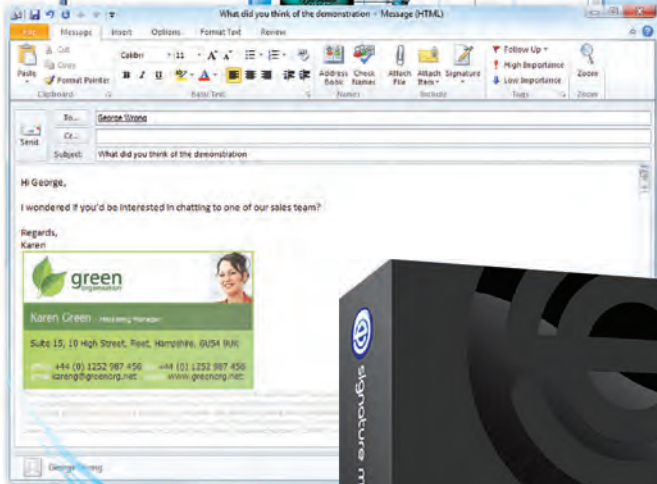 What did you think of the demonstration - Message (HTML)
File Message Insert Options Format Text Review
Paste
Cut
Copy
Format Painter
Clipboard
Calibri 11
B I U
Basic Text
Address Book
Check Names
Names
Attach File
Attach Item
Signature
Include
Follow Up
High Importance
Low Importance
Tags
Zoom
Zoom
Send
To...
George Strong
Cc...
Subject:
What did you think of the demonstration
Hi George,
I wondered if you'd be interested in chatting to one of our sales team?
Regards,
Karen
green
organisation
Karen Green Marketing Manager
Suite 15, 10 High Street, Fleet, Hampshire,
+44 (0) 1252 987 456 +44 (0) 1252 987 456
kareng@greenorg.net www.greenorg.net
George Strong
signature m